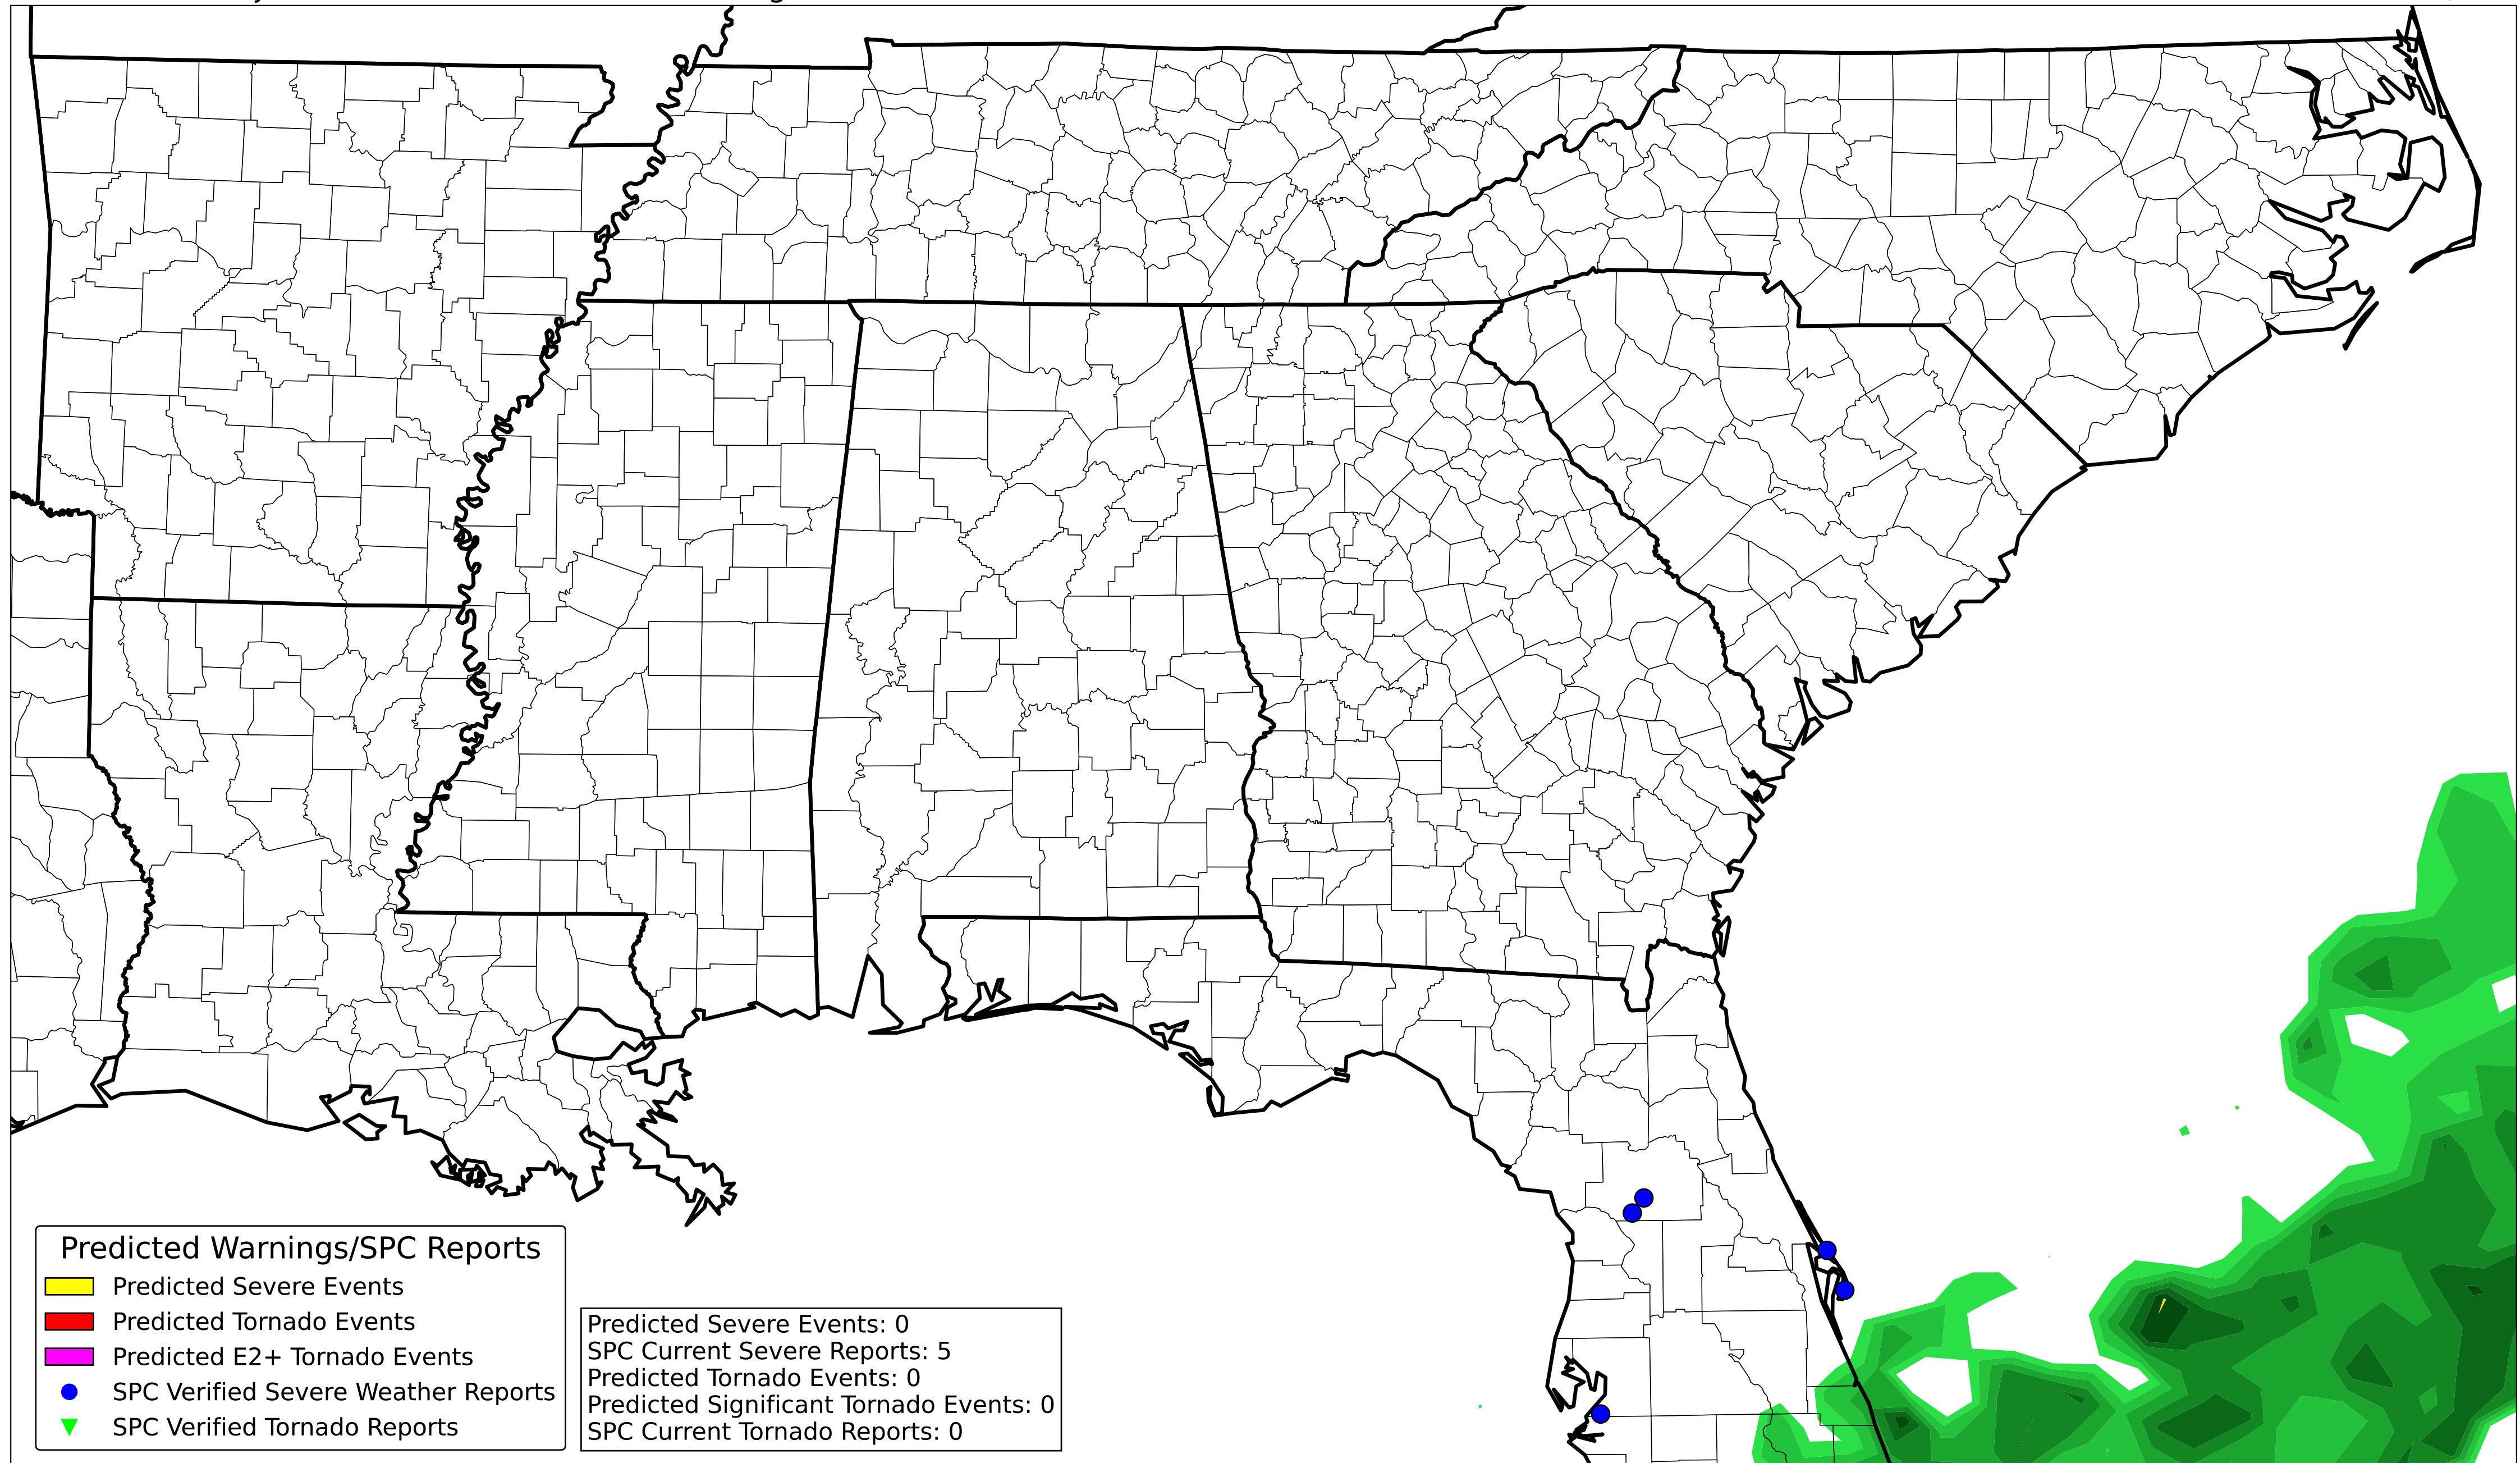 Predicted Warnings/SPC Reports
Predicted Severe Events
Predicted Tornado Events
Predicted E2+ Tornado Events
SPC Verified Severe Weather Reports
SPC Verified Tornado Reports
Predicted Severe Events: 0
SPC Current Severe Reports: 5
Predicted Tornado Events: 0
Predicted Significant Tornado Events: 0
SPC Current Tornado Reports: 0